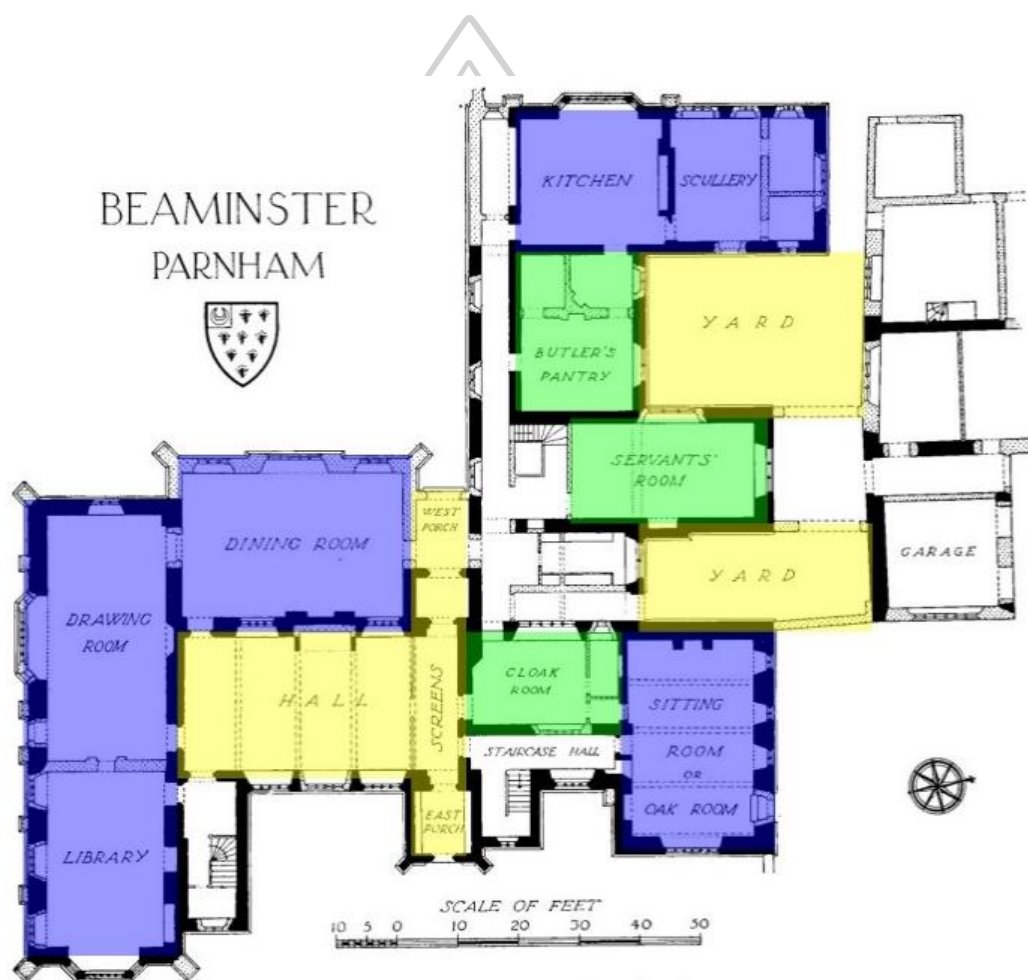 BEAMINSTER
PARNHAM
KITCHEN
SCULLERY
YARD
BUTLER'S
PANTRY
SERVANTS'
ROOM
WEST
PORCH
DINING ROOM
GARAGE
YARD
DRAWING
ROOM
HALL
SCREENS
CLOAK
ROOM
SITTING
ROOM
OR
OAK ROOM
STAIRCASE HALL
EAST
PORCH
LIBRARY
SCALE OF FEET
10 5 0 10 20 30 40 50